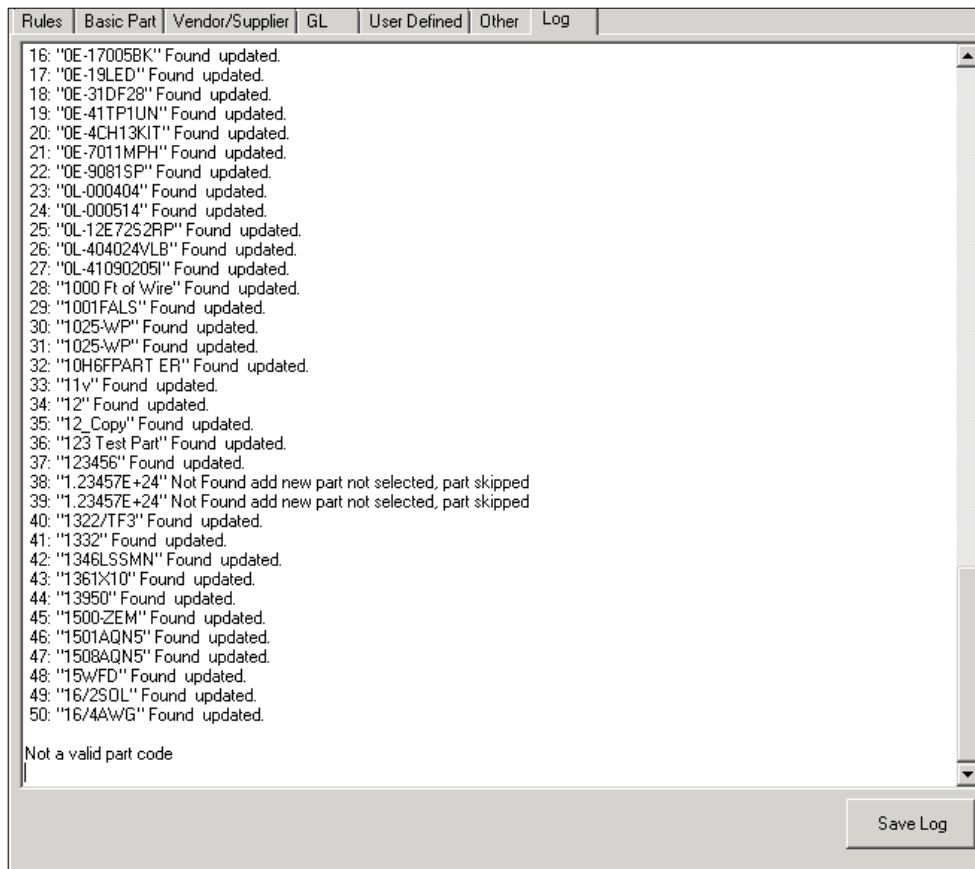 Rules Basic Part Vendor/Supplier GL User Defined Other Log
16: "0E-17005BK" Found updated.
17: "0E-19LED" Found updated.
18: "0E-31DF28" Found updated.
19: "0E-41TP1UN" Found updated.
20: "0E-4CH13KIT" Found updated.
21: "0E-7011MPH" Found updated.
22: "0E-9081SP" Found updated.
23: "0L-000404" Found updated.
24: "0L-000514" Found updated.
25: "0L-12E72S2RP" Found updated.
26: "0L-404024VLB" Found updated.
27: "0L-41090205I" Found updated.
28: "1000 Ft of Wire" Found updated.
29: "1001FALS" Found updated.
30: "1025-WP" Found updated.
31: "1025-WP" Found updated.
32: "10H6FPART ER" Found updated.
33: "11v" Found updated.
34: "12" Found updated.
35: "12_Copy" Found updated.
36: "123 Test Part" Found updated.
37: "123456" Found updated.
38: "1.23457E+24" Not Found add new part not selected, part skipped
39: "1.23457E+24" Not Found add new part not selected, part skipped
40: "1322/TF3" Found updated.
41: "1332" Found updated.
42: "1346LSSMN" Found updated.
43: "1361X10" Found updated.
44: "13950" Found updated.
45: "1500-ZEM" Found updated.
46: "1501AQN5" Found updated.
47: "1508AQN5" Found updated.
48: "15WFD" Found updated.
49: "16/2SOL" Found updated.
50: "16/4AWG" Found updated.
Not a valid part code
Save Log